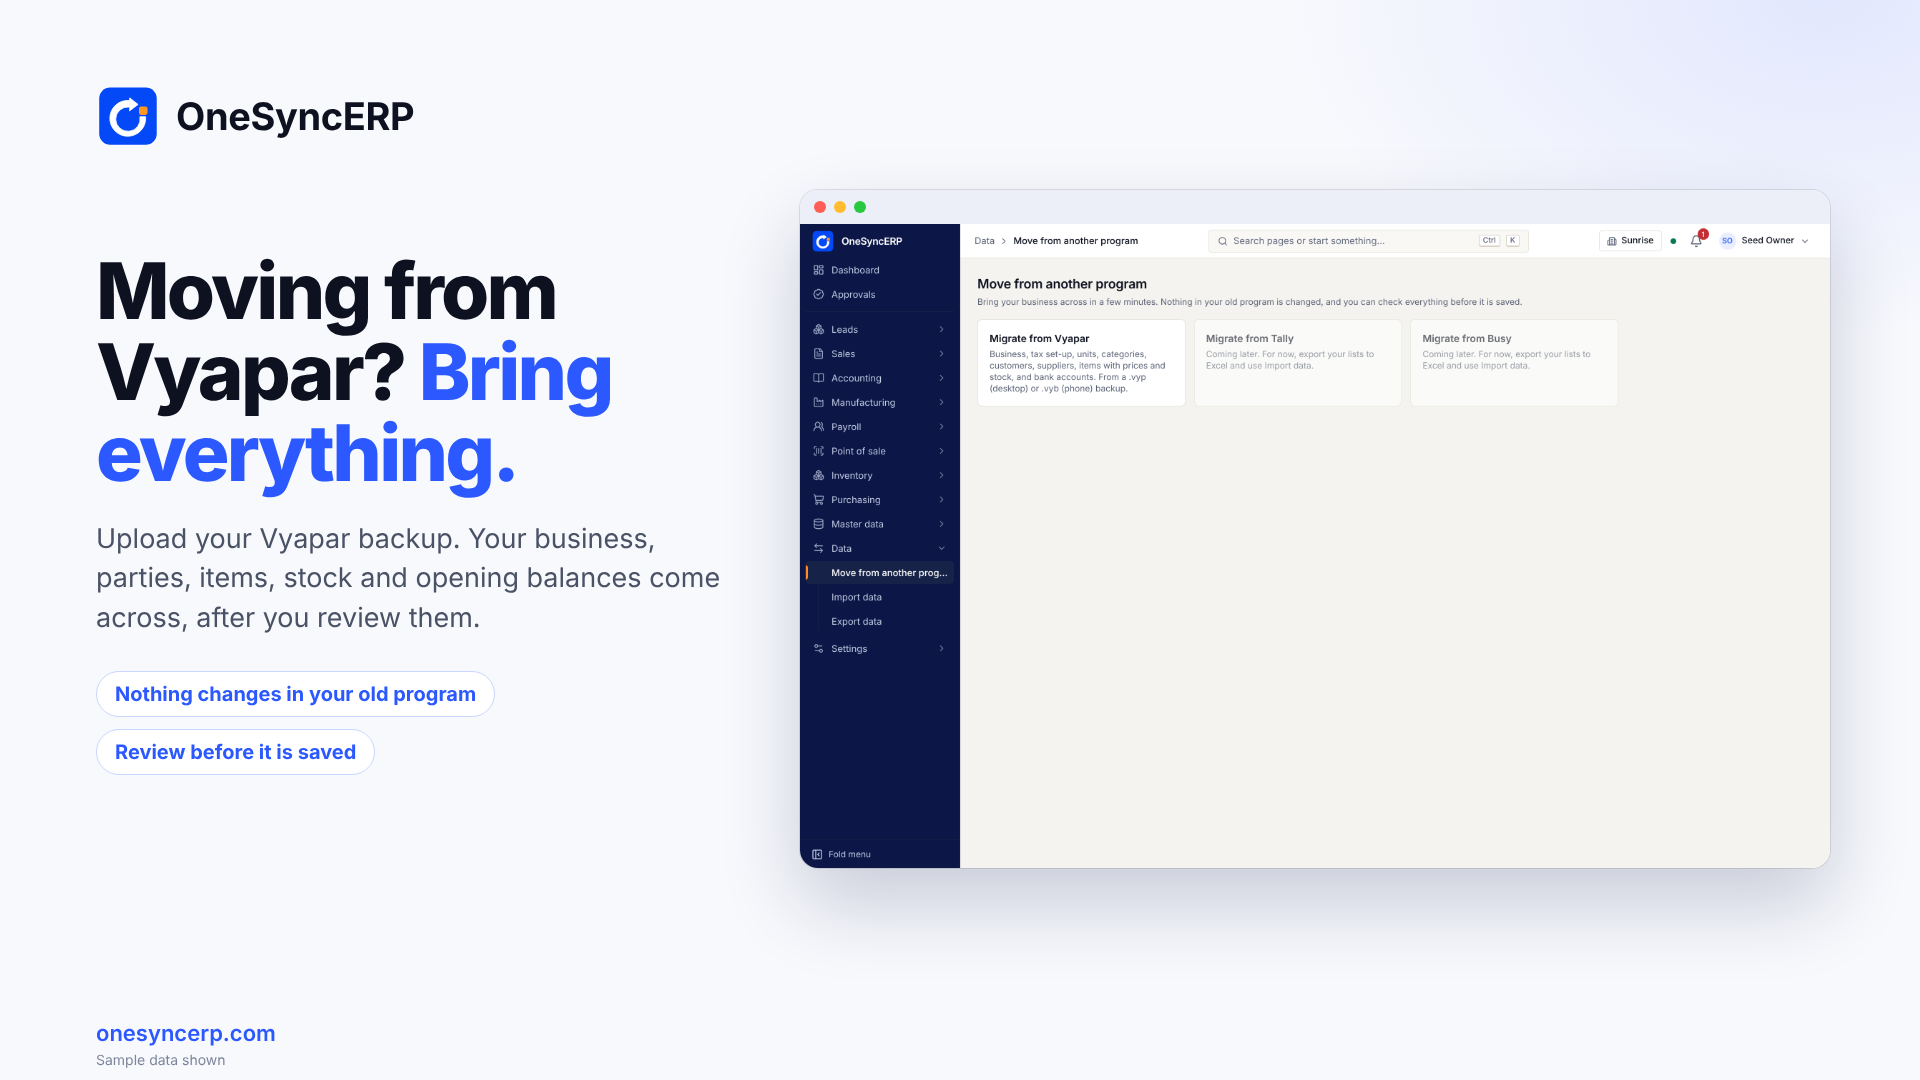 OneSyncERP
Moving from
Vyapar? Bring
everything.
Upload your Vyapar backup. Your business,
parties, items, stock and opening balances come
across, after you review them.
Nothing changes in your old program
Review before it is saved
onesyncerp.com
Sample data shown
OneSyncERP
Dashboard
Approvals
Leads
Sales
Accounting
Manufacturing
Payroll
Point of sale
Inventory
Purchasing
Master data
Data
Move from another prog...
Import data
Export data
Settings
Fold menu
Data > Move from another program
Search pages or start something... Ctrl K
Sunrise
1
SO Seed Owner
Move from another program
Bring your business across in a few minutes. Nothing in your old program is changed, and you can check everything before it is saved.
Migrate from Vyapar
Business, tax set-up, units, categories,
customers, suppliers, items with prices and
stock, and bank accounts. From a .vyp
(desktop) or .vyb (phone) backup.
Migrate from Tally
Coming later. For now, export your lists to
Excel and use Import data.
Migrate from Busy
Coming later. For now, export your lists to
Excel and use Import data.